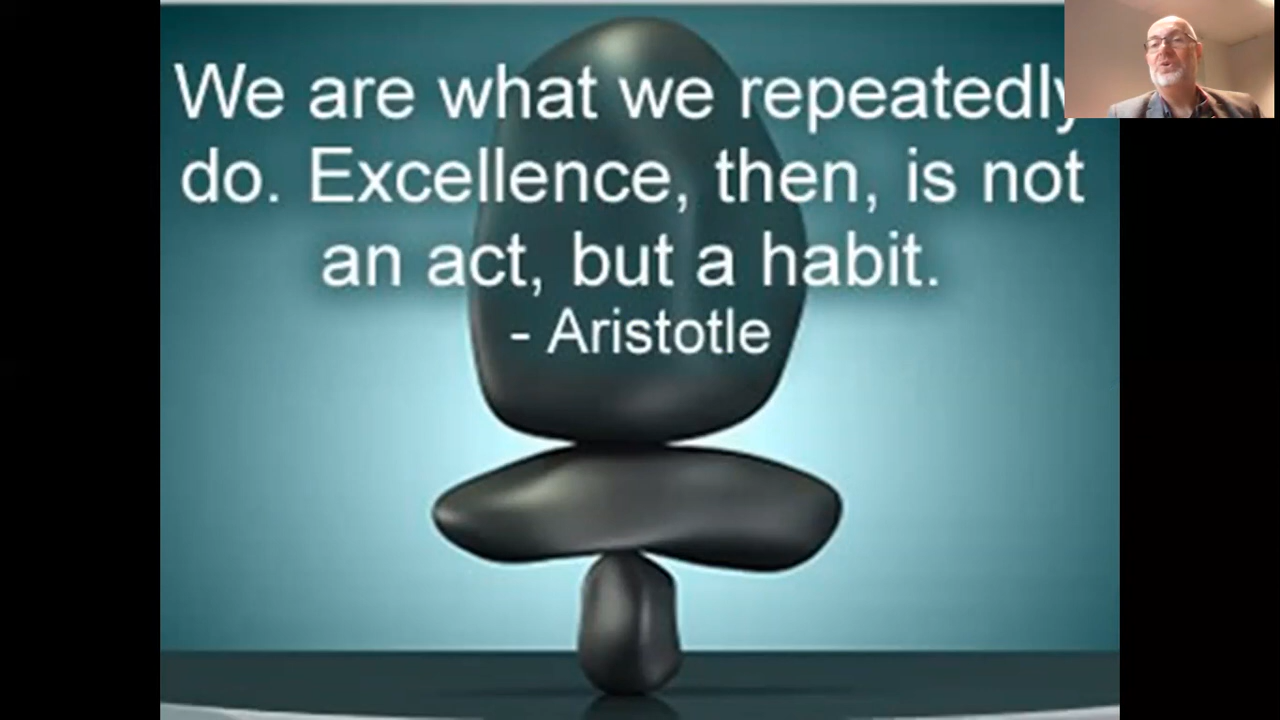 We are what we repeatedly
do. Excellence, then, is not
an act, but a habit.
- Aristotle